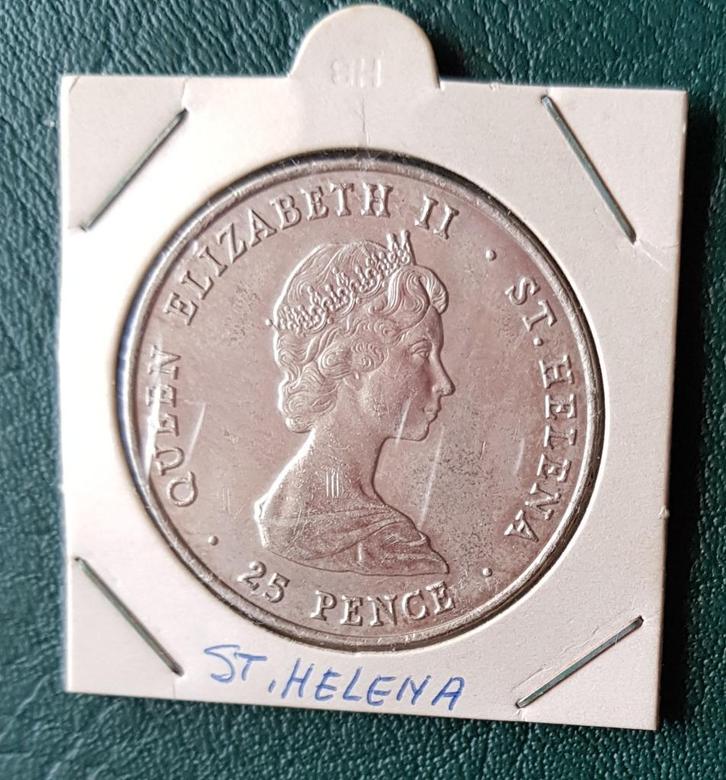 HB
QUEEN ELIZABETH II · ST. HELENA ·
25 PENCE ·
ST. HELENA